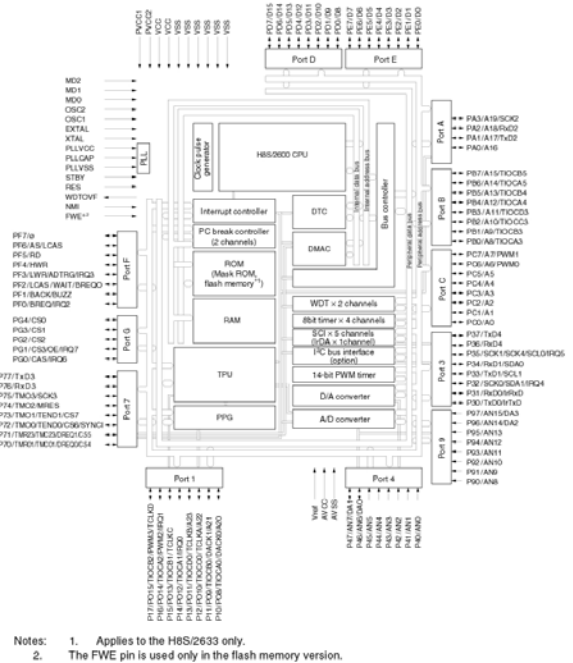 PVCC1
PVCC2
VCC
VCC
VSS
VSS
VSS
VSS
VSS
VSS
PD7/D15
PD6/D14
PD5/D13
PD4/D12
PD3/D11
PD2/D10
PD1/D9
PD0/D8
PE7/D7
PE6/D6
PE5/D5
PE4/D4
PE3/D3
PE2/D2
PE1/D1
PE0/D0
Port D
Port E
MD2
MD1
MD0
OSC2
OSC1
EXTAL
XTAL
PLLVCC
PLLCAP
PLLVSS
STBY
RES
WDTOVF
NMI
FWE*2
PLL
Clock pulse
generator
H8S/2600 CPU
Internal data bus
Internal address bus
Bus controller
Peripheral data bus
Peripheral address bus
Port A
PA3/A19/SCK2
PA2/A18/RxD2
PA1/A17/TxD2
PA0/A16
Interrupt controller
PC break controller
(2 channels)
DTC
DMAC
ROM
(Mask ROM,
flash memory*1)
RAM
TPU
PPG
WDT × 2 channels
8bit timer × 4 channels
SCI × 5 channels
(IrDA × 1channel)
I²C bus interface
(option)
14-bit PWM timer
D/A converter
A/D converter
Port B
PB7/A15/TIOCB5
PB6/A14/TIOCA5
PB5/A13/TIOCB4
PB4/A12/TIOCA4
PB3/A11/TIOCD3
PB2/A10/TIOCC3
PB1/A9/TIOCB3
PB0/A8/TIOCA3
Port C
PC7/A7/PWM1
PC6/A6/PWM0
PC5/A5
PC4/A4
PC3/A3
PC2/A2
PC1/A1
PC0/A0
Port F
PF7/ø
PF6/AS/LCAS
PF5/RD
PF4/HWR
PF3/LWR/ADTRG/IRQ3
PF2/LCAS/WAIT/BREQO
PF1/BACK/BUZZ
PF0/BREQ/IRQ2
Port G
PG4/CS0
PG3/CS1
PG2/CS2
PG1/CS3/OE/IRQ7
PG0/CAS/IRQ6
Port 7
P77/TxD3
P76/RxD3
P75/TMO3/SCK3
P74/TMO2/MRES
P73/TMO1/TEND1/CS7
P72/TMO0/TEND0/CS6/SYNCI
P71/TMRI23/TMCI23/DREQ1/CS5
P70/TMRI01/TMCI01/DREQ0/CS4
Port 3
P37/TxD4
P36/RxD4
P35/SCK1/SCK4/SCL0/IRQ5
P34/RxD1/SDA0
P33/TxD1/SCL1
P32/SCK0/SDA1/IRQ4
P31/RxD0/IrRxD
P30/TxD0/IrTxD
Port 9
P97/AN15/DA3
P96/AN14/DA2
P95/AN13
P94/AN12
P93/AN11
P92/AN10
P91/AN9
P90/AN8
Port 1
Port 4
P17/PO15/TIOCB2/PWM3/TCLKD
P16/PO14/TIOCA2/PWM2/IRQ1
P15/PO13/TIOCB1/TCLKC
P14/PO12/TIOCA1/IRQ0
P13/PO11/TIOCD0/TCLKB/A23
P12/PO10/TIOCC0/TCLKA/A22
P11/PO9/TIOCB0/DACK1/A21
P10/PO8/TIOCA0/DACK0/A20
Vref
AVCC
AVSS
P47/AN7/DA1
P46/AN6/DA0
P45/AN5
P44/AN4
P43/AN3
P42/AN2
P41/AN1
P40/AN0
Notes: 1. Applies to the H8S/2633 only.
2. The FWE pin is used only in the flash memory version.